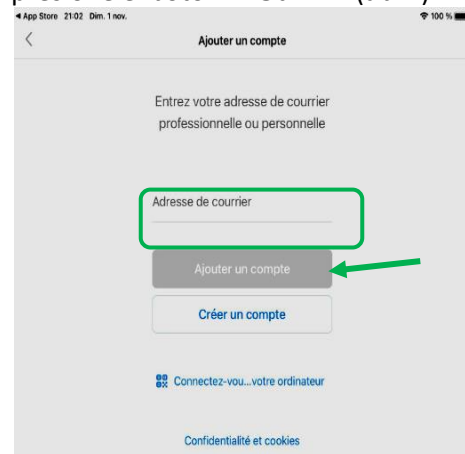 App Store 21:02 Dim. 1 nov. 100 %
Ajouter un compte
Entrez votre adresse de courrier
professionnelle ou personnelle
Adresse de courrier
Ajouter un compte
Créer un compte
Connectez-vou...votre ordinateur
Confidentialité et cookies